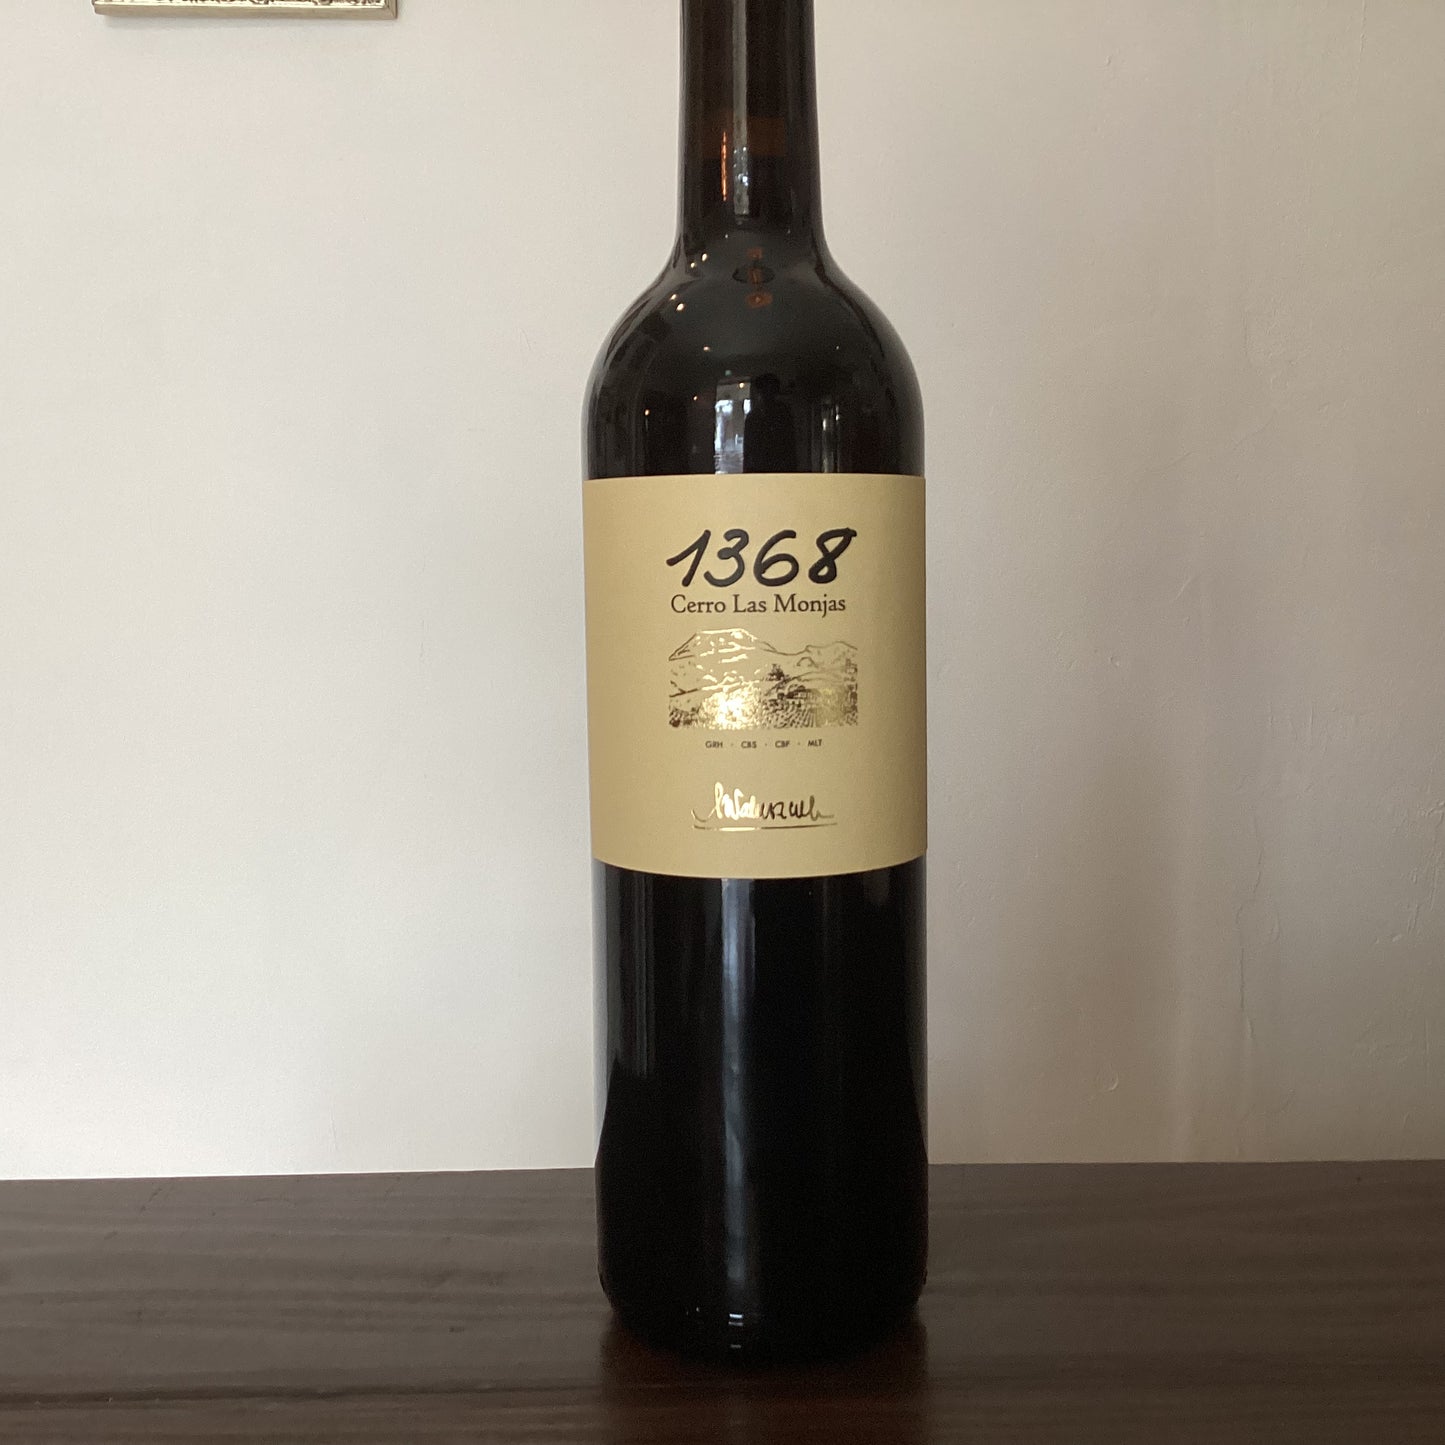 1368
Cerro Las Monjas
GRH · CBS · CBF · MLT